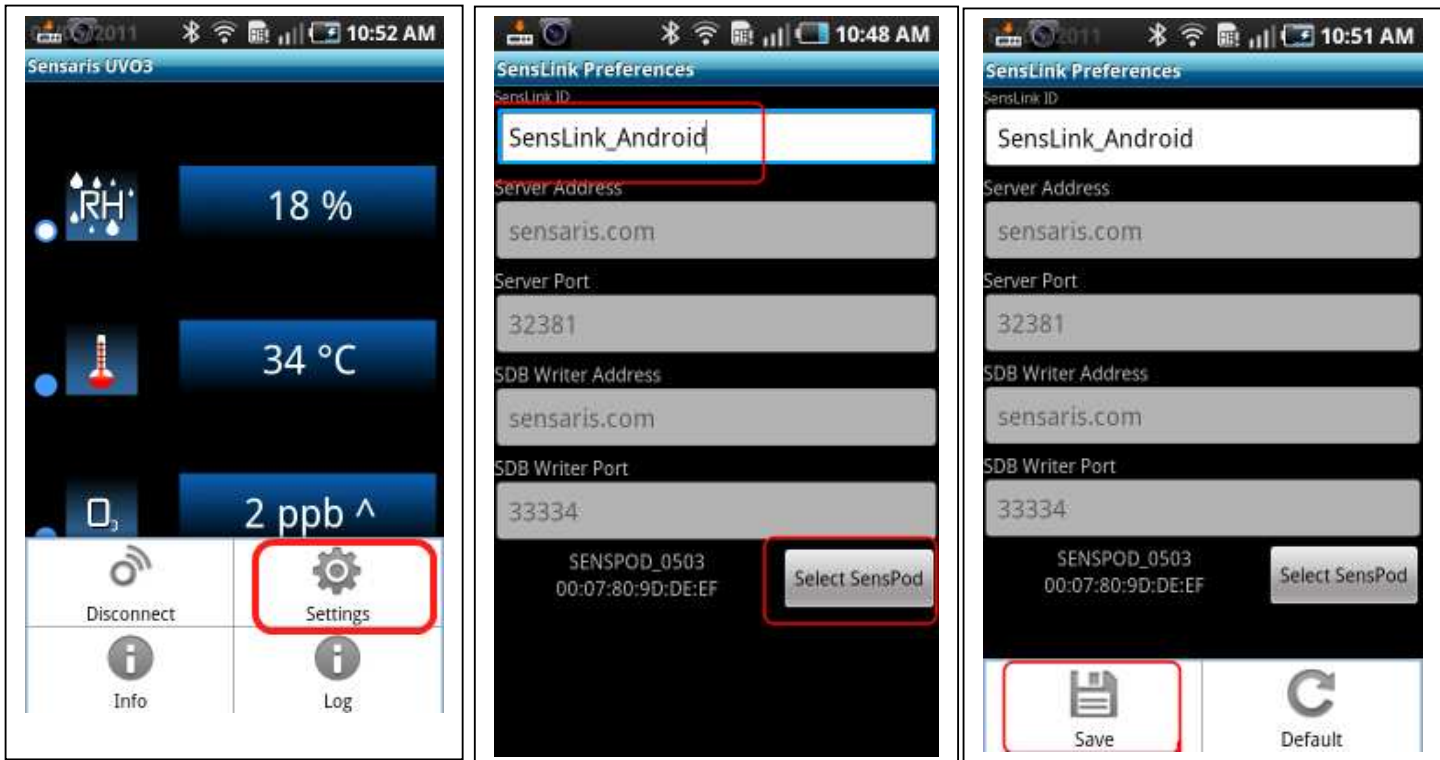 2011 10:52 AM
Sensaris UVO3
RH
18 %
34 °C
O3
2 ppb ^
Disconnect
Settings
Info
Log
10:48 AM
SensLink Preferences
SensLink ID
SensLink_Android
Server Address
sensaris.com
Server Port
32381
SDB Writer Address
sensaris.com
SDB Writer Port
33334
SENSPOD_0503
00:07:80:9D:DE:EF
Select SensPod
2011 10:51 AM
SensLink Preferences
SensLink ID
SensLink_Android
Server Address
sensaris.com
Server Port
32381
SDB Writer Address
sensaris.com
SDB Writer Port
33334
SENSPOD_0503
00:07:80:9D:DE:EF
Select SensPod
Save
Default